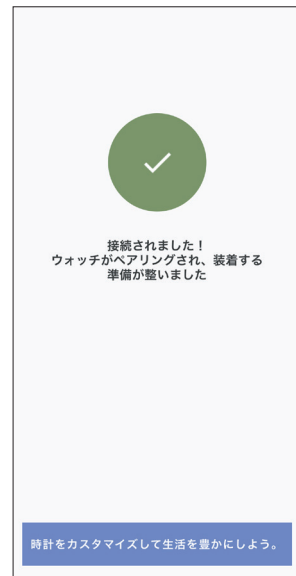 接続されました！
ウォッチがペアリングされ、装着する
準備が整いました
時計をカスタマイズして生活を豊かにしよう。